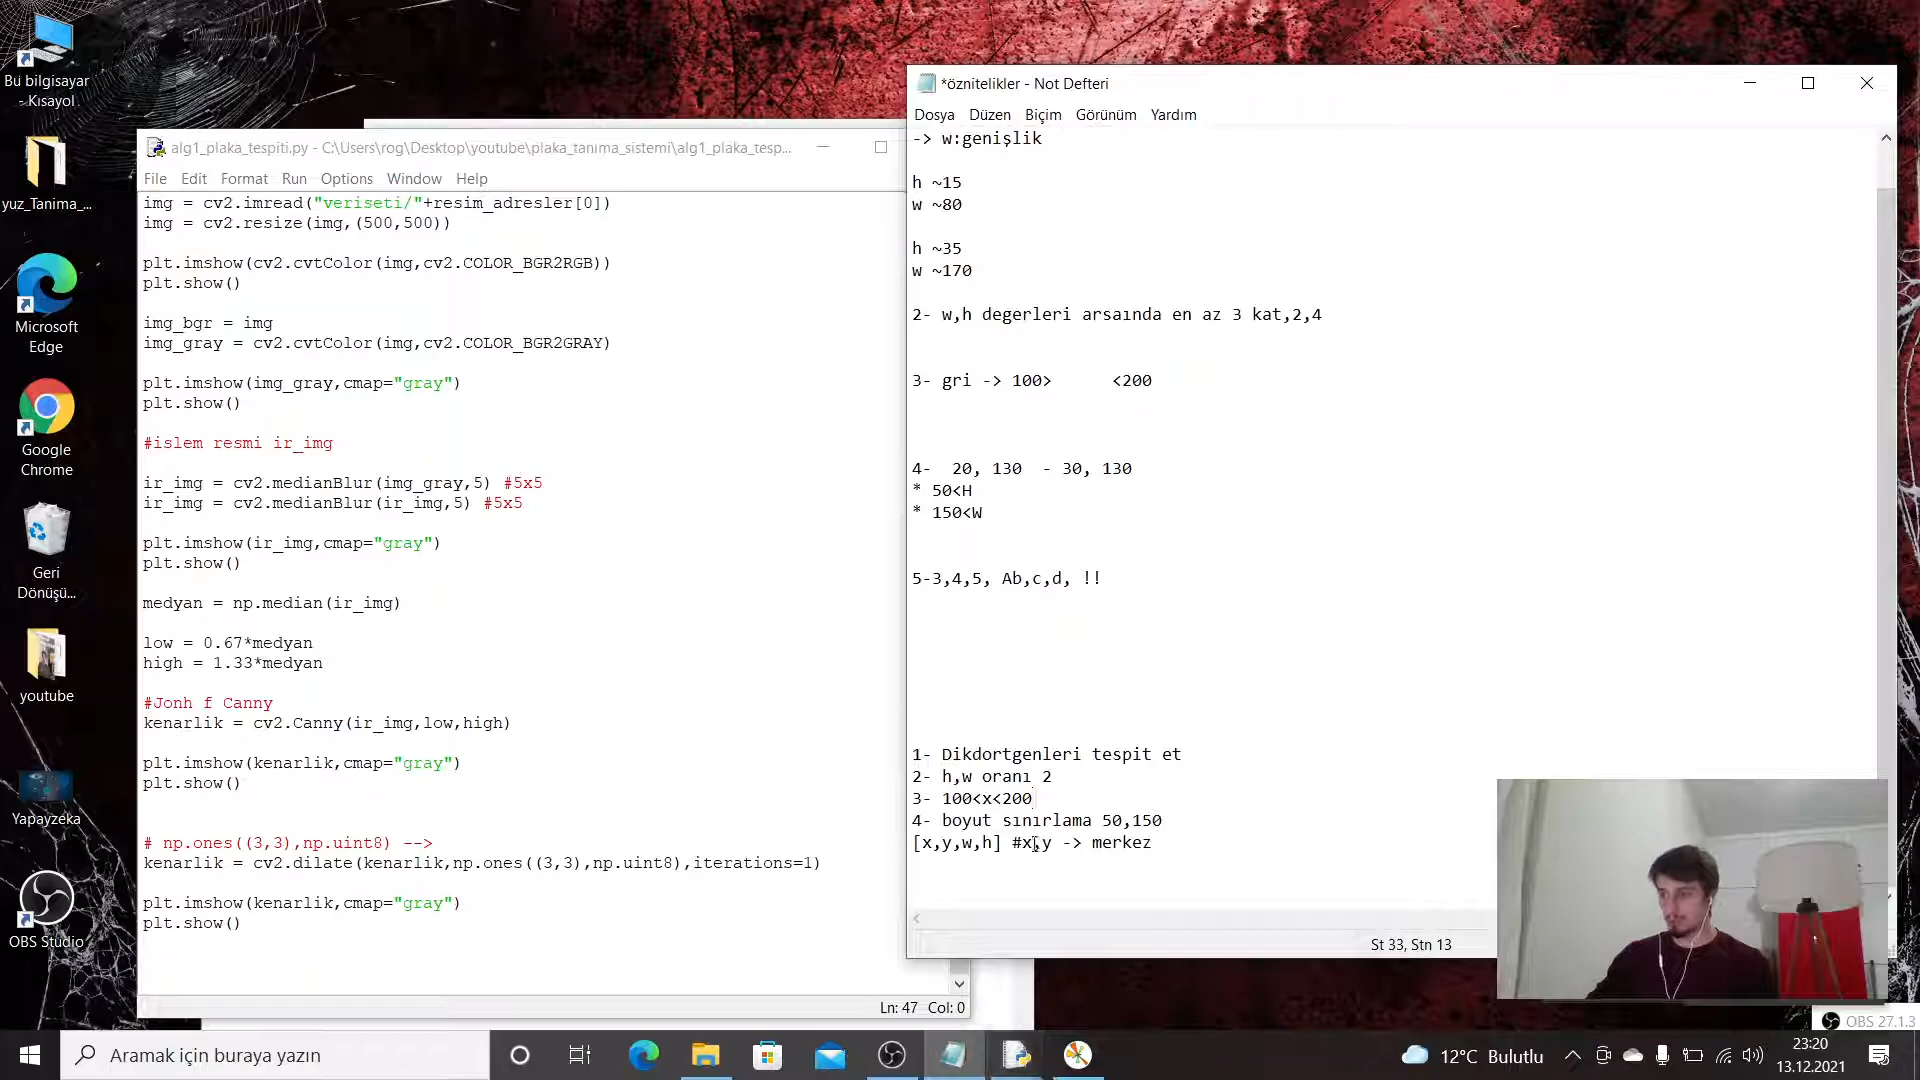 Bu bilgisayar
- Kısayol
yuz_Tanima_...
Microsoft
Edge
Google
Chrome
Geri
Dönüşü...
youtube
Yapayzeka
OBS Studio
alg1_plaka_tespiti.py - C:\Users\rog\Desktop\youtube\plaka_tanıma_sistemi\alg1_plaka_tesp...
File Edit Format Run Options Window Help
img = cv2.imread("veriseti/"+resim_adresler[0])
img = cv2.resize(img,(500,500))
plt.imshow(cv2.cvtColor(img,cv2.COLOR_BGR2RGB))
plt.show()
img_bgr = img
img_gray = cv2.cvtColor(img,cv2.COLOR_BGR2GRAY)
plt.imshow(img_gray,cmap="gray")
plt.show()
#islem resmi ir_img
ir_img = cv2.medianBlur(img_gray,5) #5x5
ir_img = cv2.medianBlur(ir_img,5) #5x5
plt.imshow(ir_img,cmap="gray")
plt.show()
medyan = np.median(ir_img)
low = 0.67*medyan
high = 1.33*medyan
#Jonh f Canny
kenarlik = cv2.Canny(ir_img,low,high)
plt.imshow(kenarlik,cmap="gray")
plt.show()
# np.ones((3,3),np.uint8) -->
kenarlik = cv2.dilate(kenarlik,np.ones((3,3),np.uint8),iterations=1)
plt.imshow(kenarlik,cmap="gray")
plt.show()
Ln: 47 Col: 0
*öznitelikler - Not Defteri
Dosya Düzen Biçim Görünüm Yardım
-> w:genişlik
h ~15
w ~80
h ~35
w ~170
2- w,h degerleri arsaında en az 3 kat,2,4
3- gri -> 100> <200
4- 20, 130 - 30, 130
* 50<H
* 150<W
5-3,4,5, Ab,c,d, !!
1- Dikdortgenleri tespit et
2- h,w oranı 2
3- 100<x<200
4- boyut sınırlama 50,150
[x,y,w,h] #x,y -> merkez
St 33, Stn 13
OBS 27.1.3
Aramak için buraya yazın
12°C Bulutlu
23:20
13.12.2021